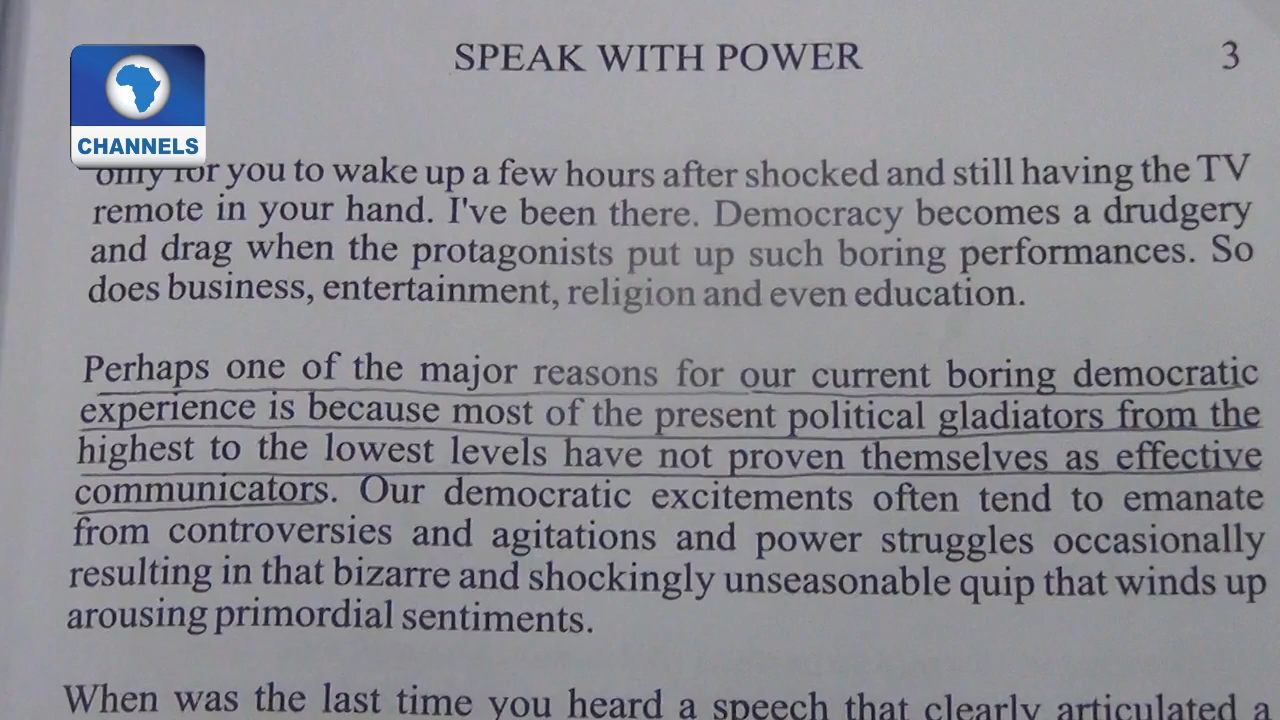 SPEAK WITH POWER 3
CHANNELS
only for you to wake up a few hours after shocked and still having the TV
remote in your hand. I've been there. Democracy becomes a drudgery
and drag when the protagonists put up such boring performances. So
does business, entertainment, religion and even education.
Perhaps one of the major reasons for our current boring democratic
experience is because most of the present political gladiators from the
highest to the lowest levels have not proven themselves as effective
communicators. Our democratic excitements often tend to emanate
from controversies and agitations and power struggles occasionally
resulting in that bizarre and shockingly unseasonable quip that winds up
arousing primordial sentiments.
When was the last time you heard a speech that clearly articulated a